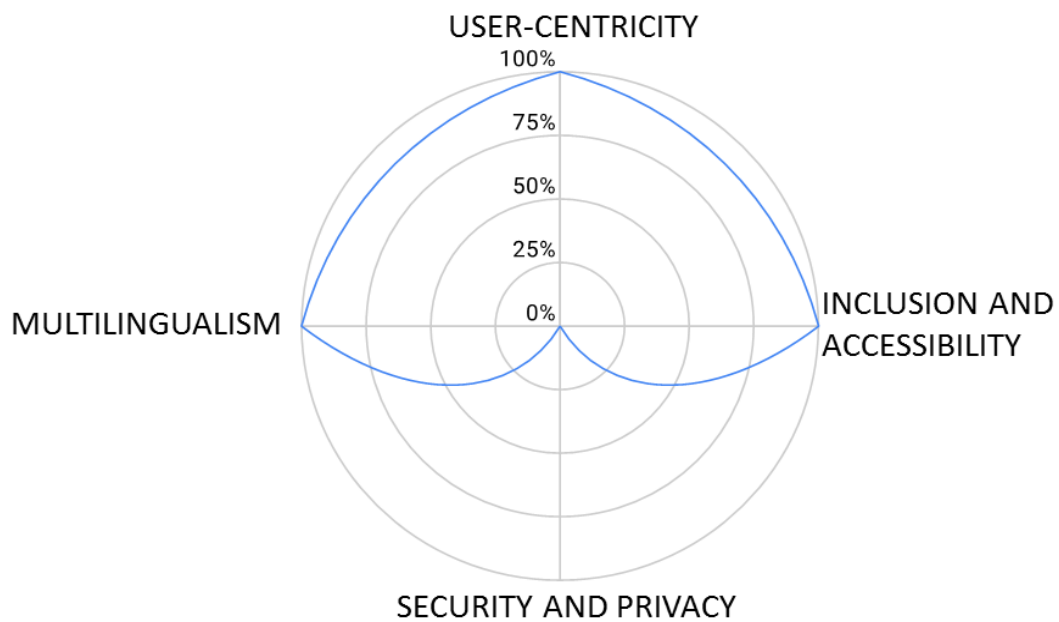 USER-CENTRICITY
100%
75%
50%
25%
0%
MULTILINGUALISM
INCLUSION AND
ACCESSIBILITY
SECURITY AND PRIVACY